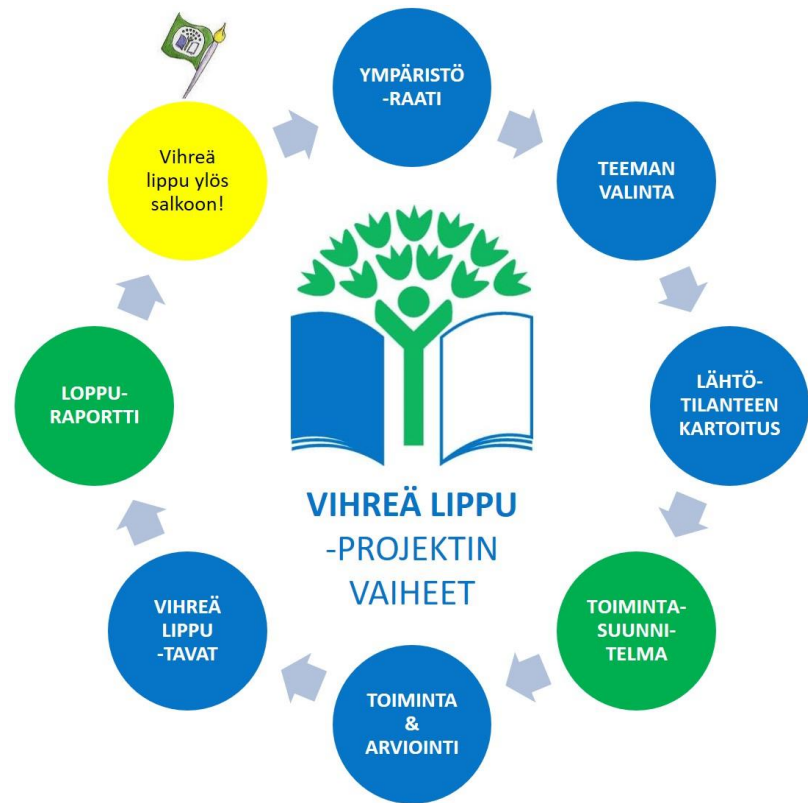 YMPÄRISTÖ
-RAATI
TEEMAN
VALINTA
LÄHTÖ-
TILANTEEN
KARTOITUS
TOIMINTA-
SUUNNI-
TELMA
TOIMINTA
&
ARVIOINTI
VIHREÄ
LIPPU
-TAVAT
LOPPU-
RAPORTTI
Vihreä
lippu ylös
salkoon!
VIHREÄ LIPPU
-PROJEKTIN
VAIHEET